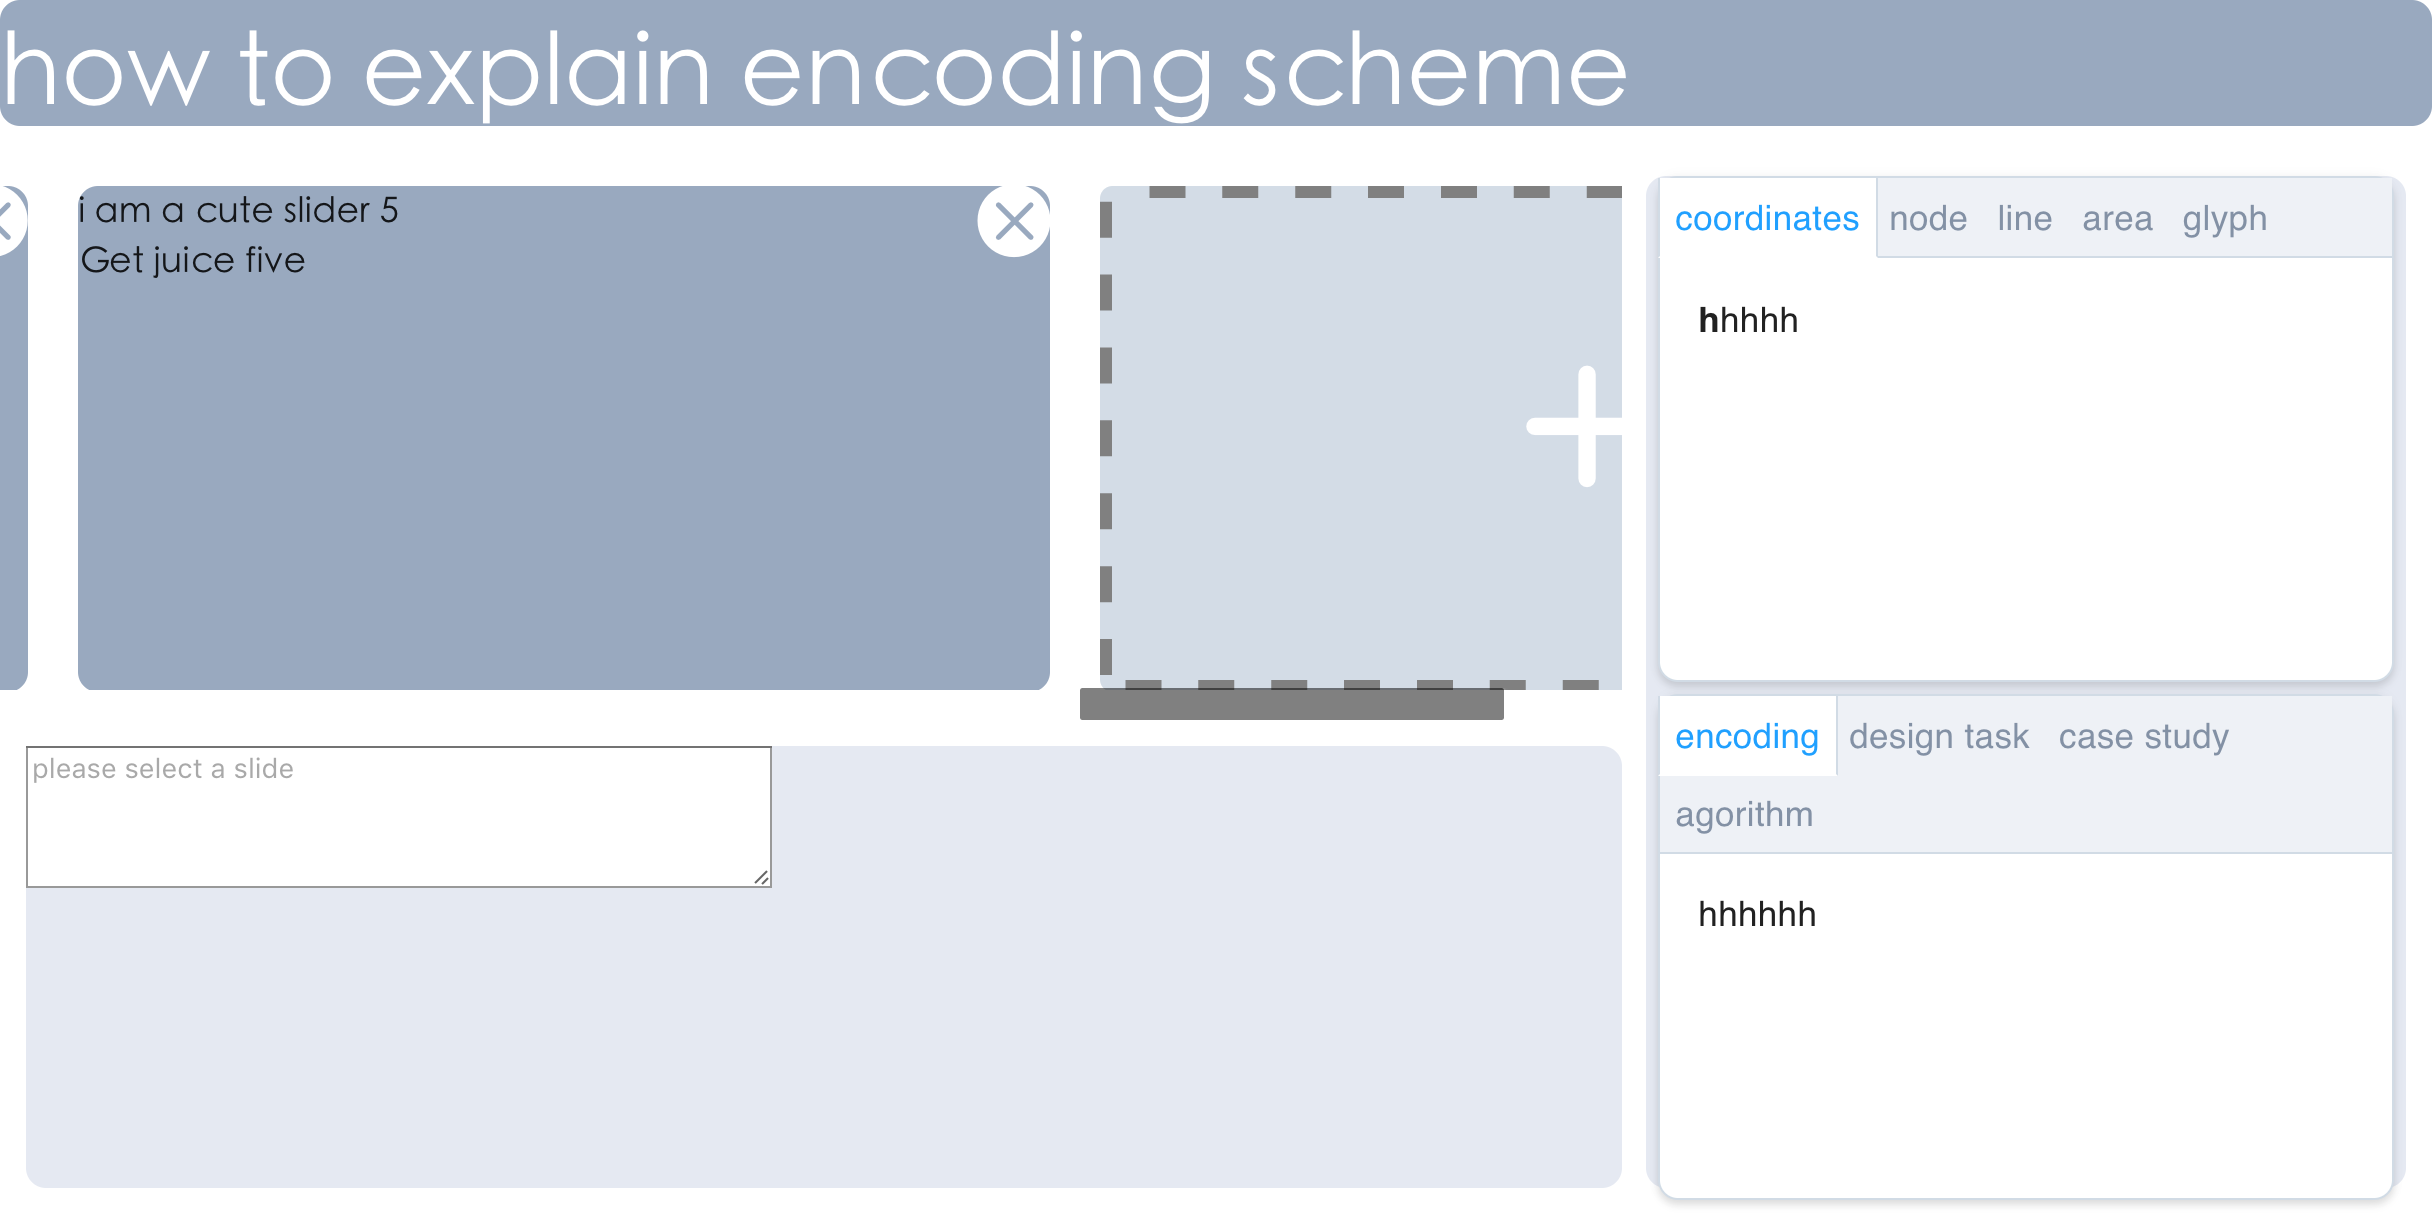 how to explain encoding scheme
i am a cute slider 5
Get juice five
coordinates node line area glyph
hhhhh
please select a slide
encoding design task case study
agorithm
hhhhhh